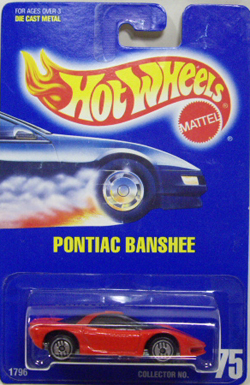 FOR AGES OVER 3
DIE CAST METAL
HOT WHEELS
MATTEL
PONTIAC BANSHEE
1796
COLLECTOR NO.
75